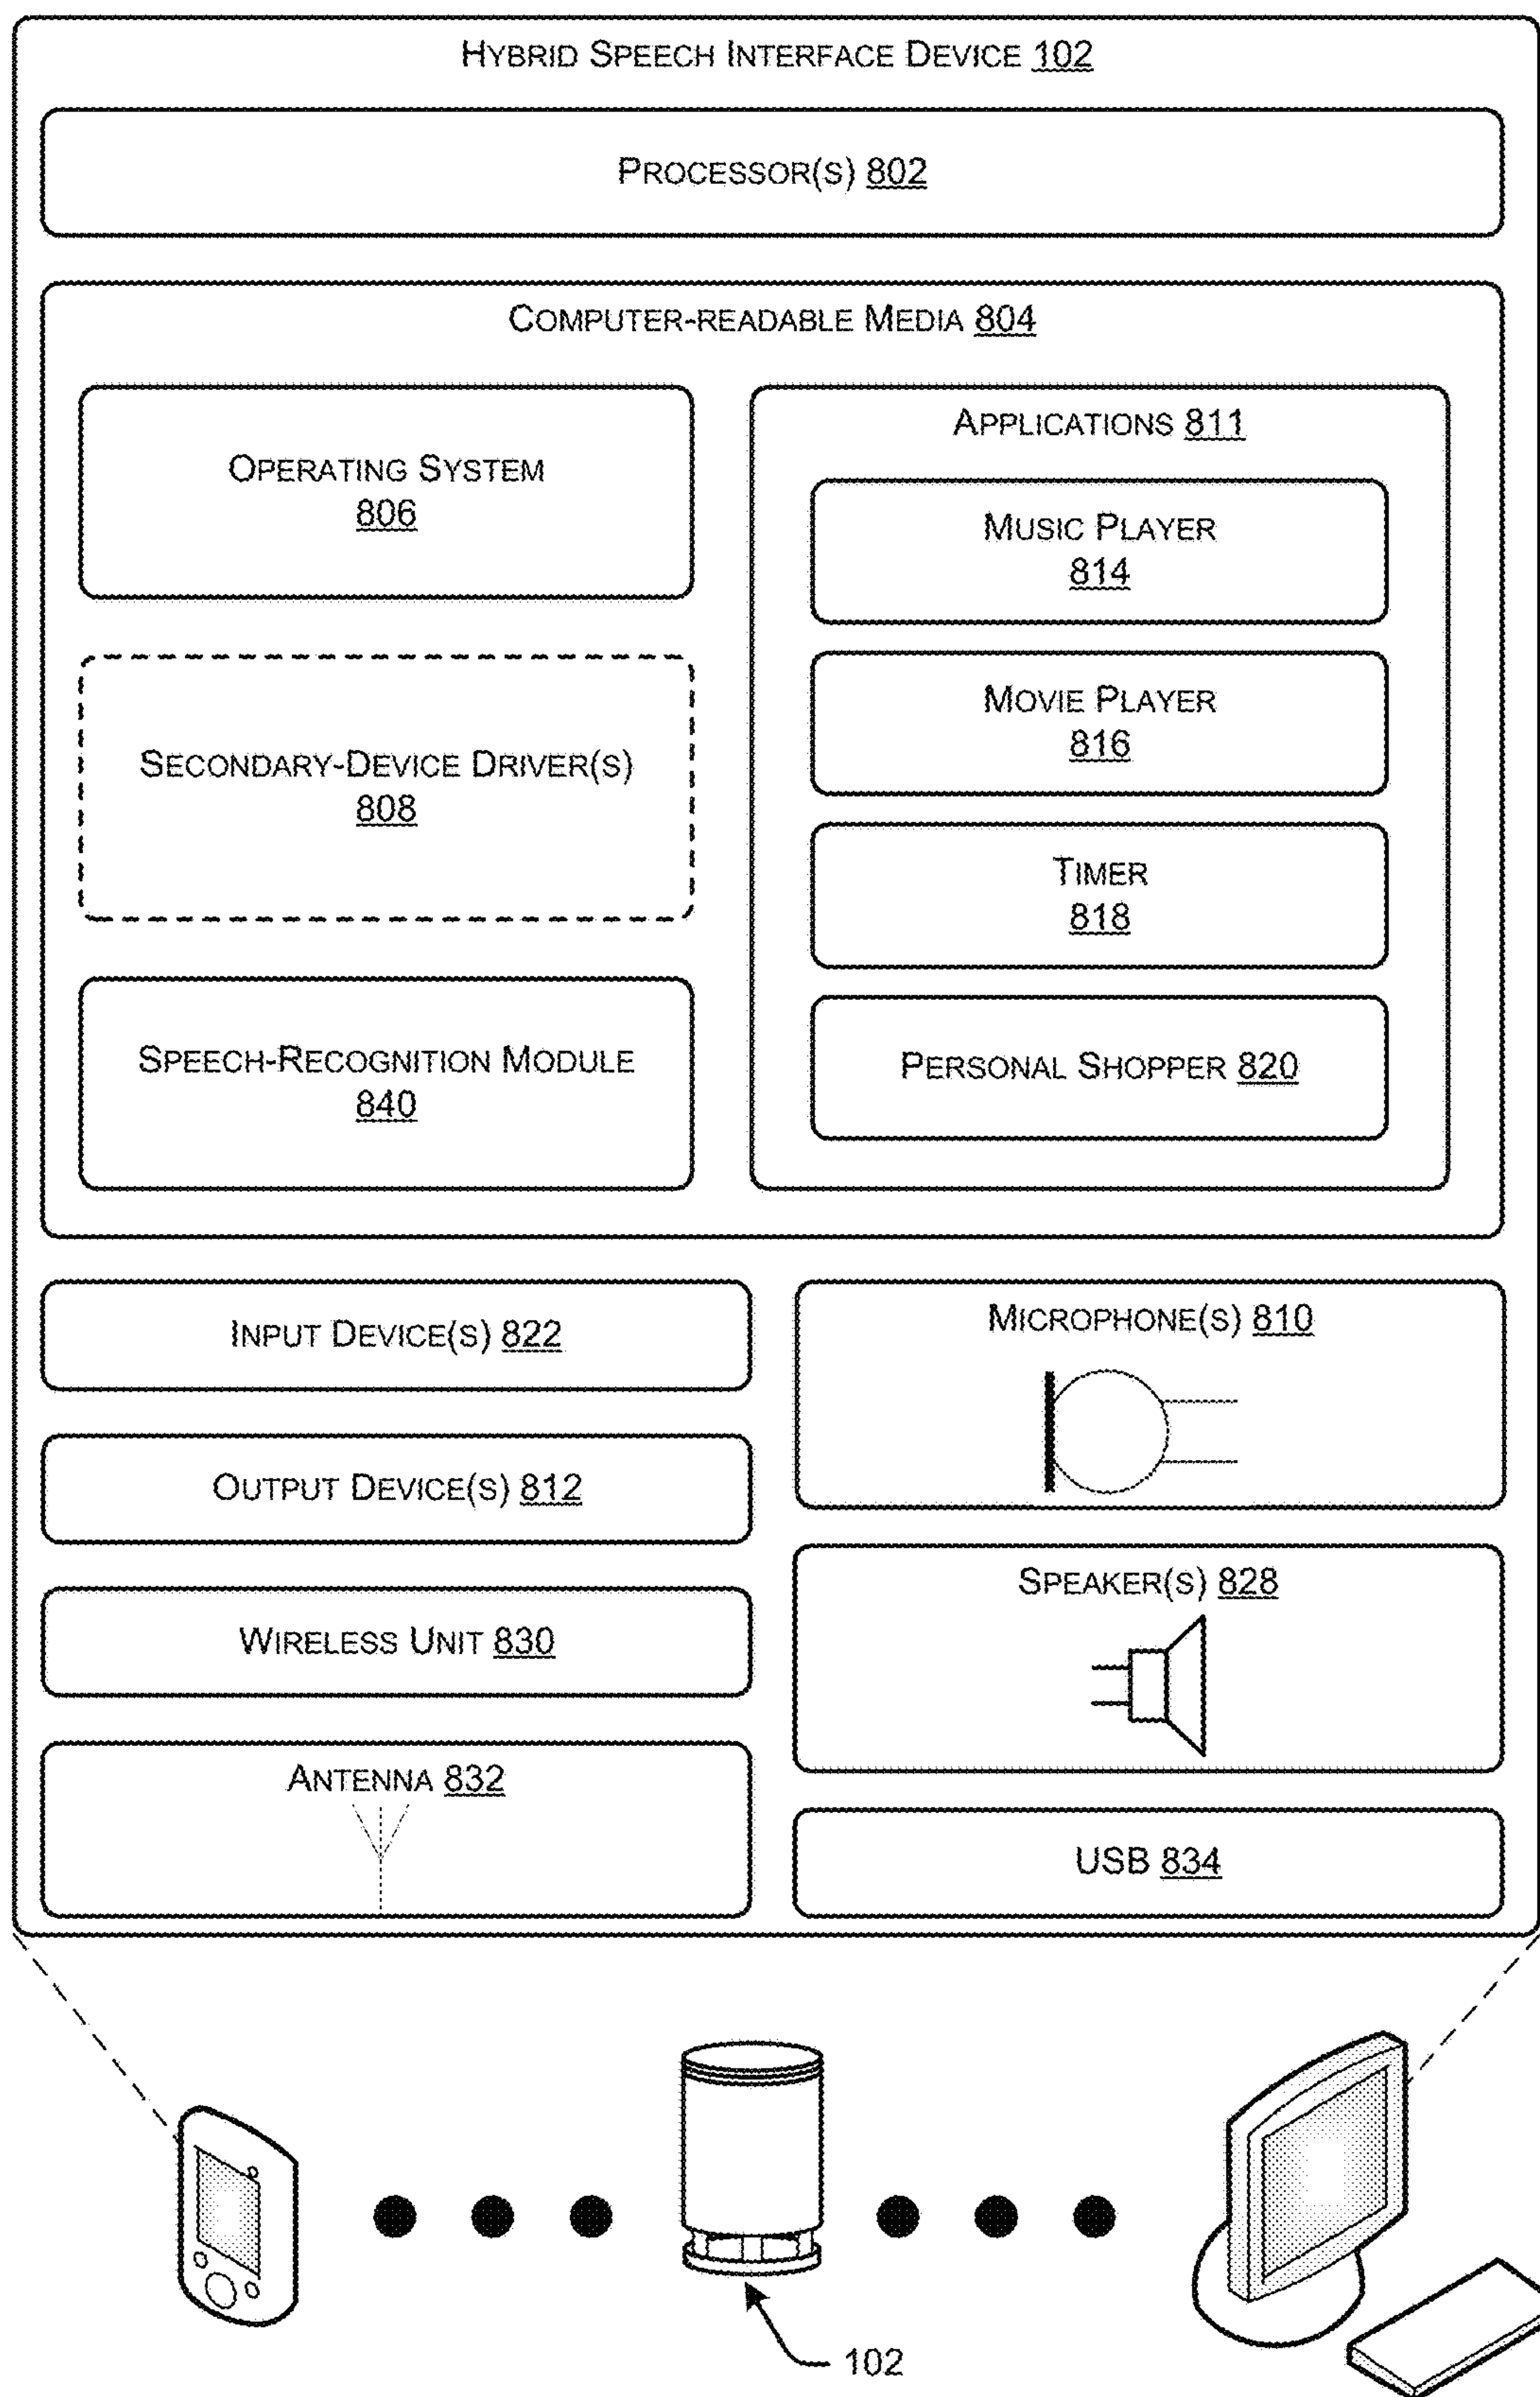 HYBRID SPEECH INTERFACE DEVICE 102
PROCESSOR(S) 802
COMPUTER-READABLE MEDIA 804
OPERATING SYSTEM
806
SECONDARY-DEVICE DRIVER(S)
808
SPEECH-RECOGNITION MODULE
840
APPLICATIONS 811
MUSIC PLAYER
814
MOVIE PLAYER
816
TIMER
818
PERSONAL SHOPPER 820
INPUT DEVICE(S) 822
OUTPUT DEVICE(S) 812
WIRELESS UNIT 830
ANTENNA 832
MICROPHONE(S) 810
SPEAKER(S) 828
USB 834
102